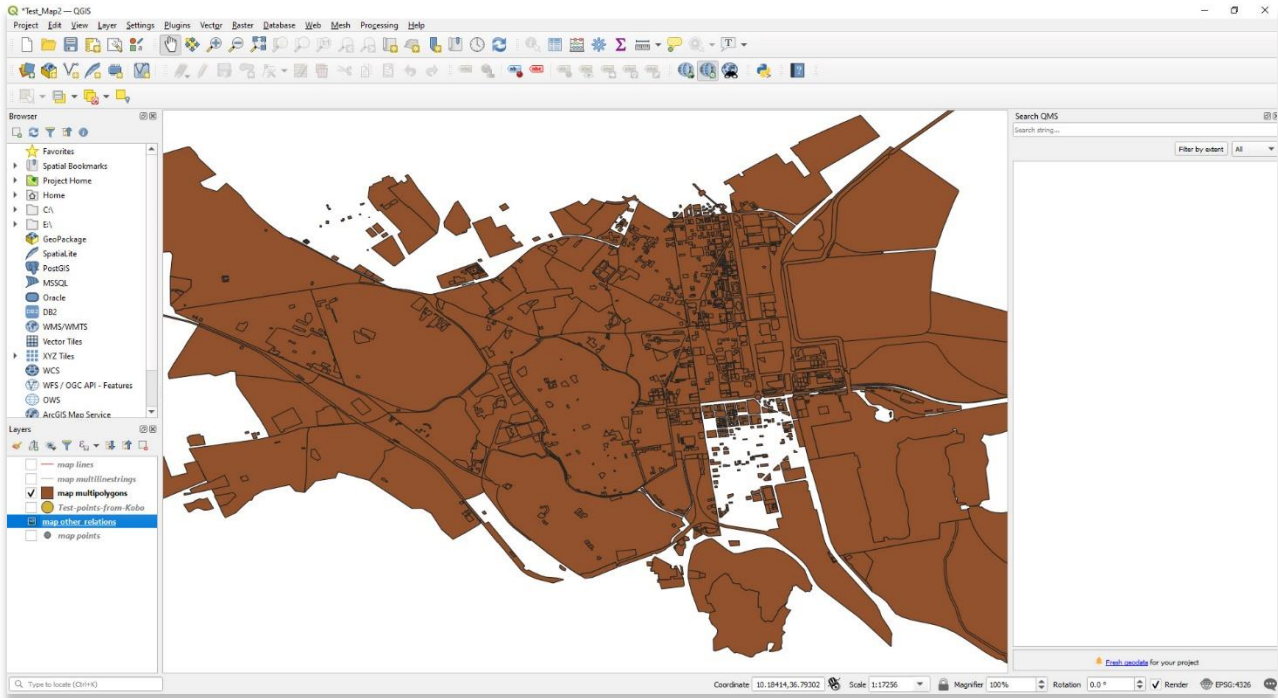 *Test_Map2 — QGIS
Project Edit View Layer Settings Plugins Vector Raster Database Web Mesh Processing Help
Browser
Favorites
Spatial Bookmarks
Project Home
Home
C:\
E:\
GeoPackage
SpatiaLite
PostGIS
MSSQL
Oracle
DB2
WMS/WMTS
Vector Tiles
XYZ Tiles
WCS
WFS / OGC API - Features
OWS
ArcGIS Map Service
Layers
map lines
map multilinestrings
map multipolygons
Test-points-from-Kobo
map other_relations
map points
Search QMS
Search string...
Filter by extent All
Fresh geodata for your project
Type to locate (Ctrl+K)
Coordinate 10.18414,36.79302 Scale 1:17256 Magnifier 100% Rotation 0.0 ° Render EPSG:4326